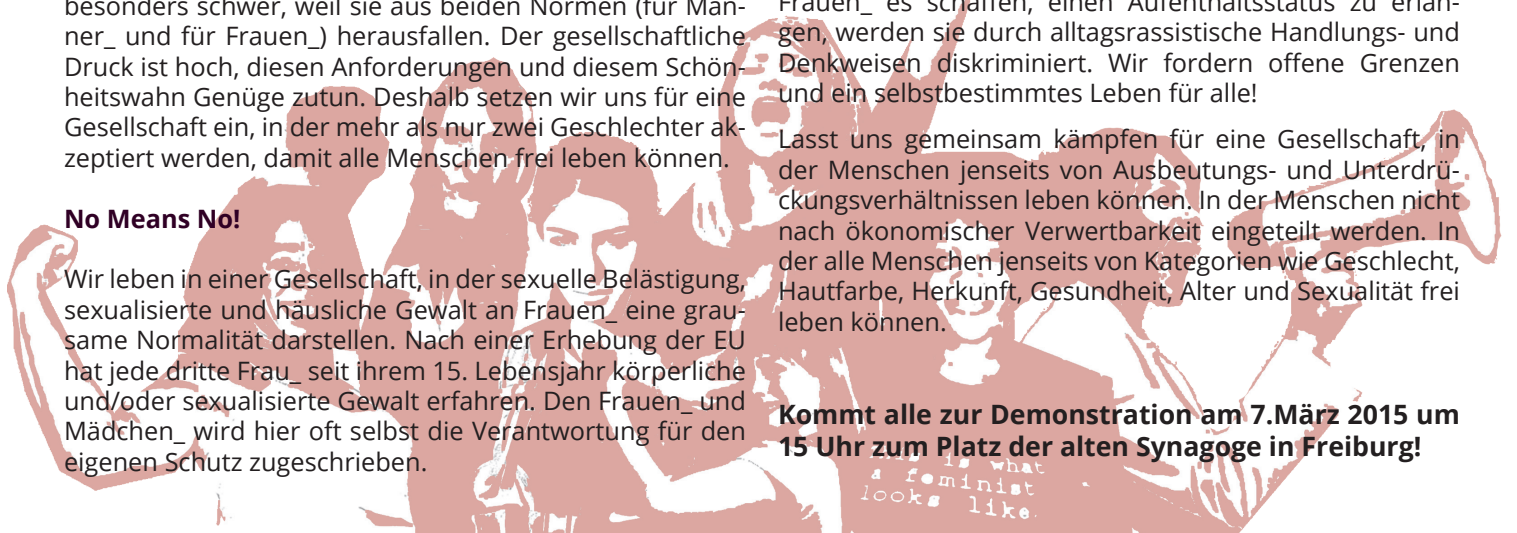 besonders schwer, weil sie aus beiden Normen (für Män-
ner_ und für Frauen_) herausfallen. Der gesellschaftliche
Druck ist hoch, diesen Anforderungen und diesem Schön-
heitswahn Genüge zutun. Deshalb setzen wir uns für eine
Gesellschaft ein, in der mehr als nur zwei Geschlechter ak-
zeptiert werden, damit alle Menschen frei leben können.
No Means No!
Wir leben in einer Gesellschaft, in der sexuelle Belästigung,
sexualisierte und häusliche Gewalt an Frauen_ eine grau-
same Normalität darstellen. Nach einer Erhebung der EU
hat jede dritte Frau_ seit ihrem 15. Lebensjahr körperliche
und/oder sexualisierte Gewalt erfahren. Den Frauen_ und
Mädchen_ wird hier oft selbst die Verantwortung für den
eigenen Schutz zugeschrieben.
Frauen_ es schaffen, einen Aufenthaltsstatus zu erlan-
gen, werden sie durch alltagsrassistische Handlungs- und
Denkweisen diskriminiert. Wir fordern offene Grenzen
und ein selbstbestimmtes Leben für alle!
Lasst uns gemeinsam kämpfen für eine Gesellschaft, in
der Menschen jenseits von Ausbeutungs- und Unterdrü-
ckungsverhältnissen leben können. In der Menschen nicht
nach ökonomischer Verwertbarkeit eingeteilt werden. In
der alle Menschen jenseits von Kategorien wie Geschlecht,
Hautfarbe, Herkunft, Gesundheit, Alter und Sexualität frei
leben können.
Kommt alle zur Demonstration am 7.März 2015 um
15 Uhr zum Platz der alten Synagoge in Freiburg!
this is what
a feminist
looks like.